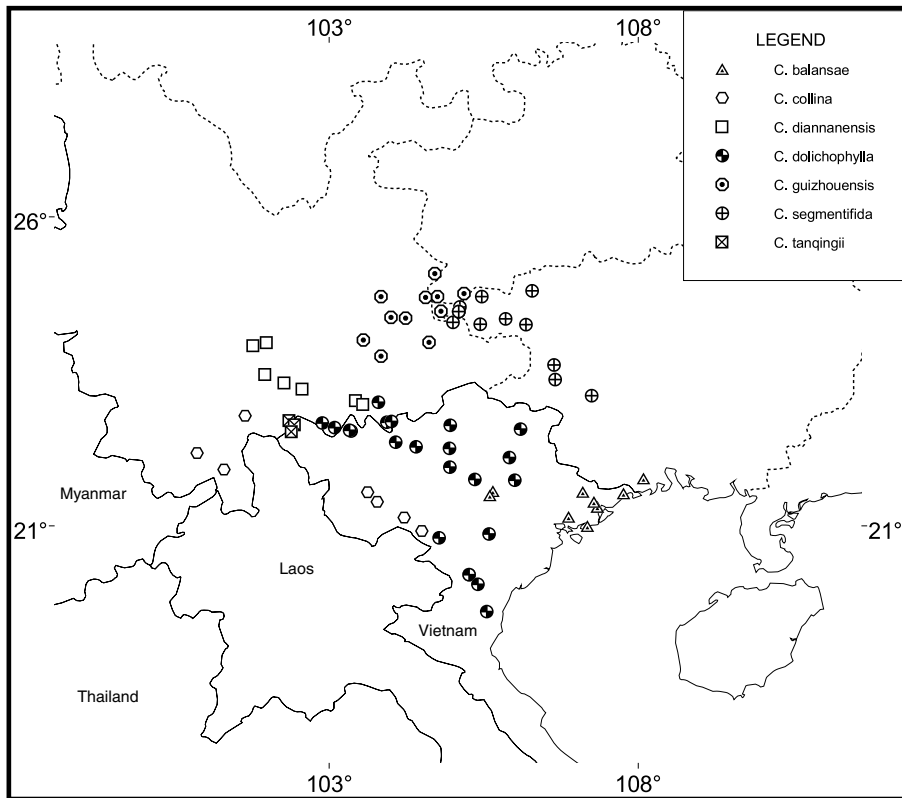 103°
108°
LEGEND
C. balansae
C. collina
C. diannanensis
C. dolichophylla
C. guizhouensis
C. segmentifida
C. tanqingii
26°
Myanmar
21°
21°
Laos
Vietnam
Thailand
103°
108°